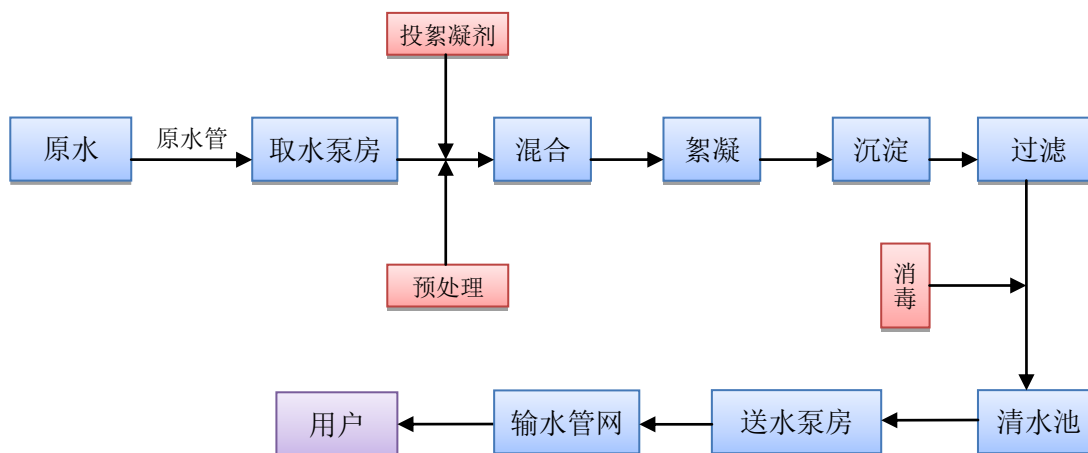 投絮凝剂
原水
原水管
取水泵房
混合
絮凝
沉淀
过滤
预处理
消毒
用户
输水管网
送水泵房
清水池